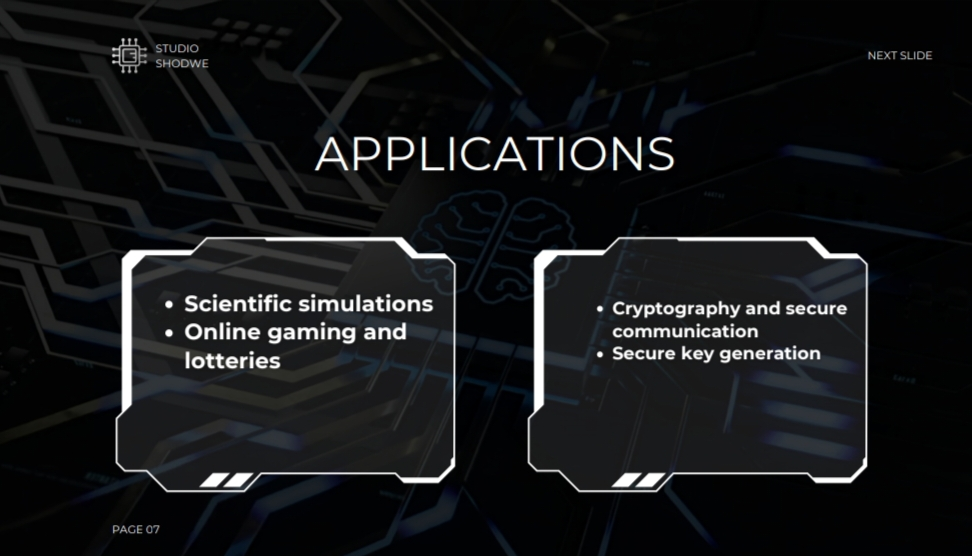 STUDIO
SHODWE
NEXT SLIDE
APPLICATIONS
• Scientific simulations
• Online gaming and
lotteries
• Cryptography and secure
communication
• Secure key generation
PAGE 07